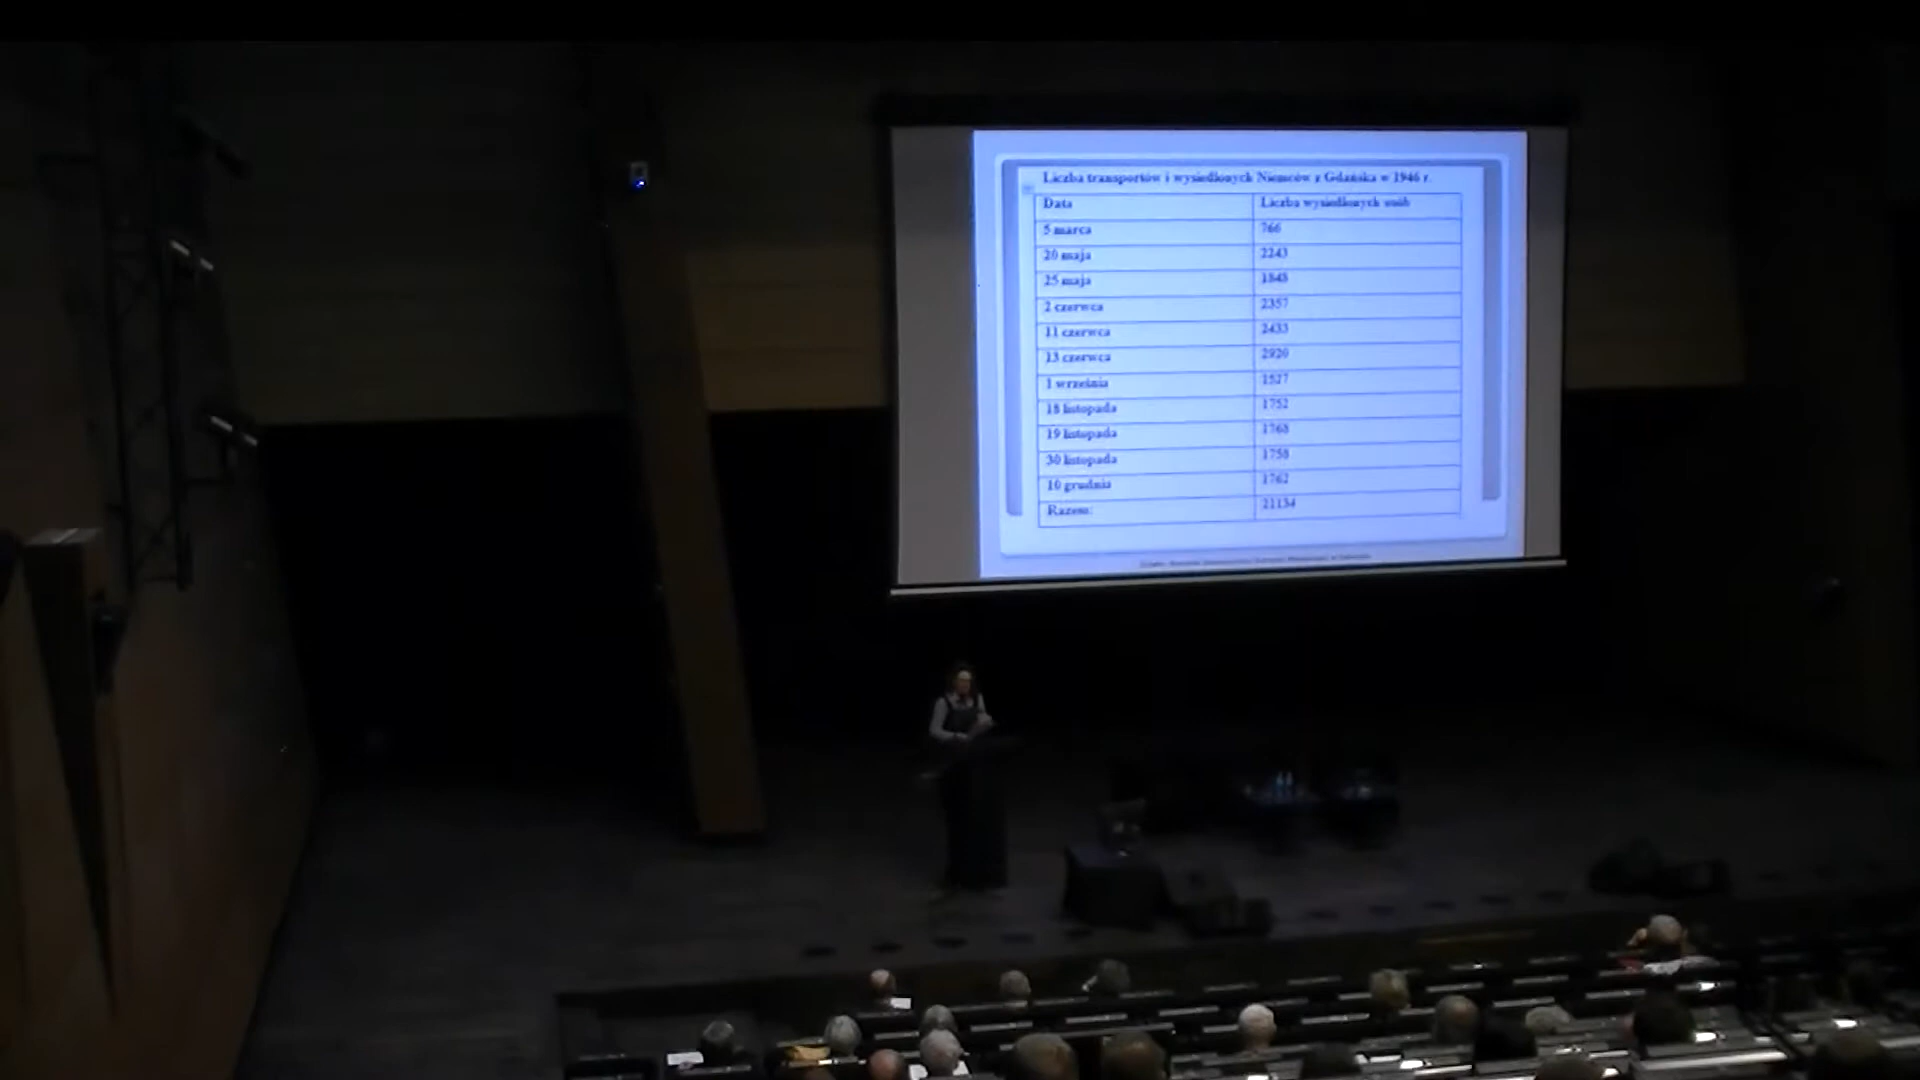 Liczba transportów i wysiedlonych Niemców z Gdańska w 1946 r.
Data Liczba wysiedlonych osób
5 marca 766
20 maja 2243
25 maja 1848
2 czerwca 2357
11 czerwca 2433
13 czerwca 2920
1 września 1527
18 listopada 1752
19 listopada 1768
30 listopada 1758
10 grudnia 1762
Razem: 21134